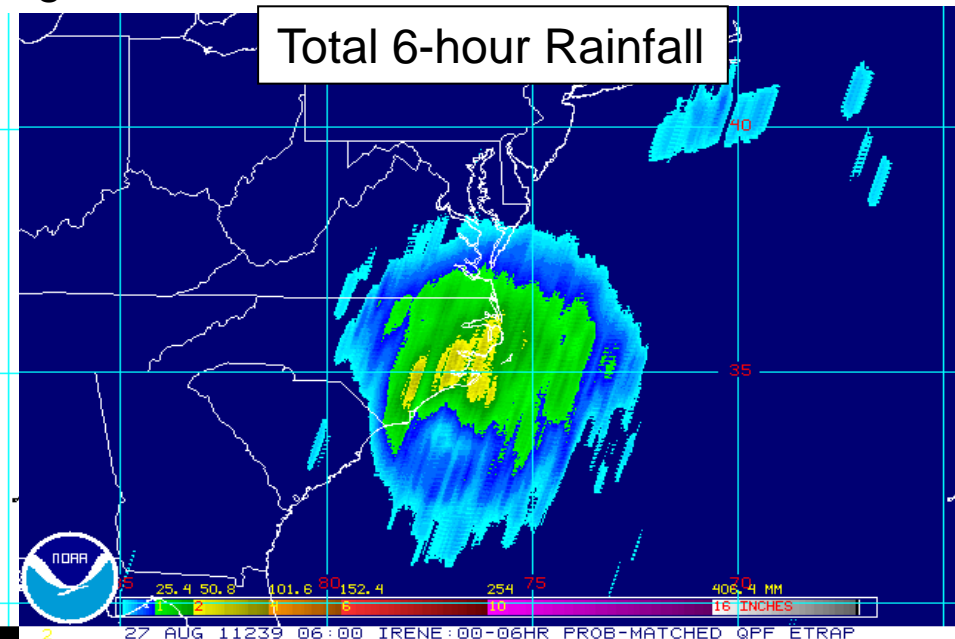 Total 6-hour Rainfall
40
35
NOAA
80
75
70
25.4 50.8 101.6 152.4 254 406.4 MM
1 2 4 6 10 16 INCHES
2 27 AUG 11239 06:00 IRENE:00-06HR PROB-MATCHED QPF ETRAP